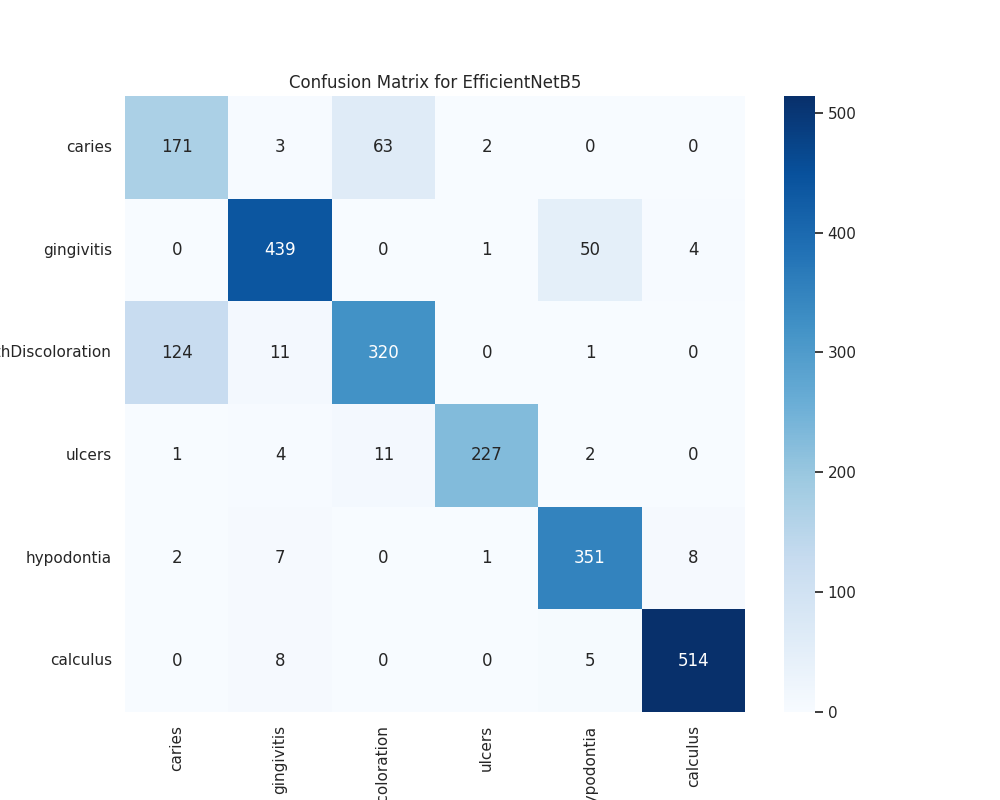 Confusion Matrix for EfficientNetB5
caries 171 3 63 2 0 0
gingivitis 0 439 0 1 50 4
thDiscoloration 124 11 320 0 1 0
ulcers 1 4 11 227 2 0
hypodontia 2 7 0 1 351 8
calculus 0 8 0 0 5 514
caries gingivitis coloration ulcers ypodontia calculus
500
400
300
200
100
0